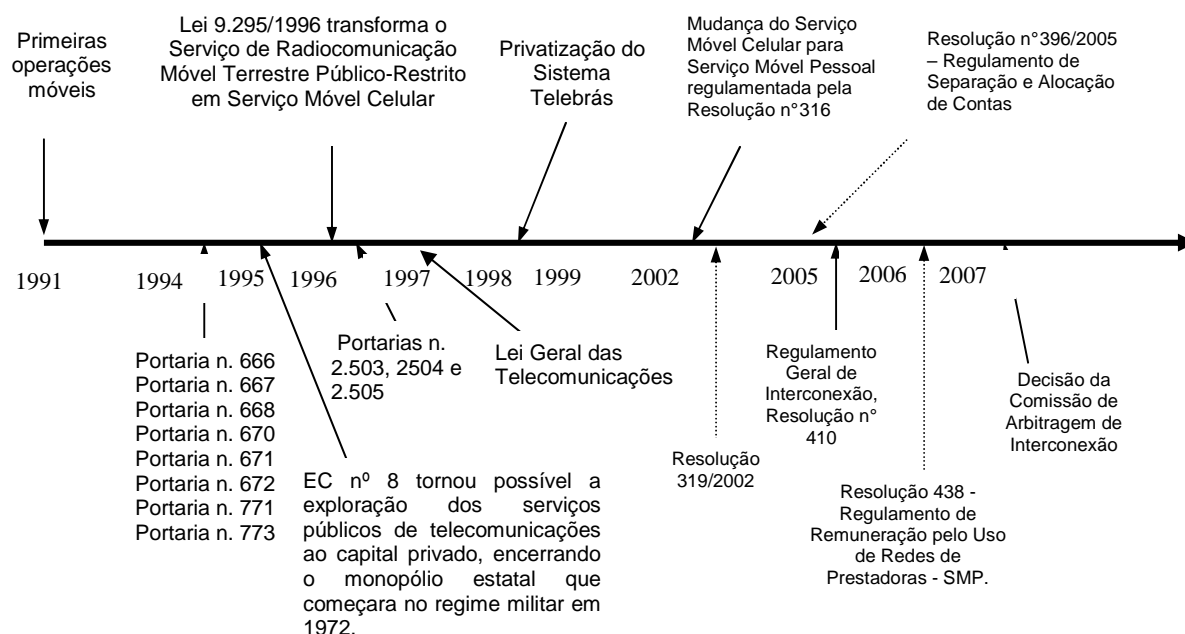 Primeiras
operações
móveis
Lei 9.295/1996 transforma o
Serviço de Radiocomunicação
Móvel Terrestre Público-Restrito
em Serviço Móvel Celular
Privatização do
Sistema
Telebrás
Mudança do Serviço
Móvel Celular para
Serviço Móvel Pessoal
regulamentada pela
Resolução n°316
Resolução n°396/2005
– Regulamento de
Separação e Alocação
de Contas
1991
1994
1995
1996
1997
1998
1999
2002
2005
2006
2007
Portaria n. 666
Portaria n. 667
Portaria n. 668
Portaria n. 670
Portaria n. 671
Portaria n. 672
Portaria n. 771
Portaria n. 773
EC nº 8 tornou possível a
exploração dos serviços
públicos de telecomunicações
ao capital privado, encerrando
o monopólio estatal que
começara no regime militar em
1972.
Portarias n.
2.503, 2504 e
2.505
Lei Geral das
Telecomunicações
Resolução
319/2002
Regulamento
Geral de
Interconexão,
Resolução n°
410
Resolução 438 -
Regulamento de
Remuneração pelo Uso
de Redes de
Prestadoras - SMP.
Decisão da
Comissão de
Arbitragem de
Interconexão